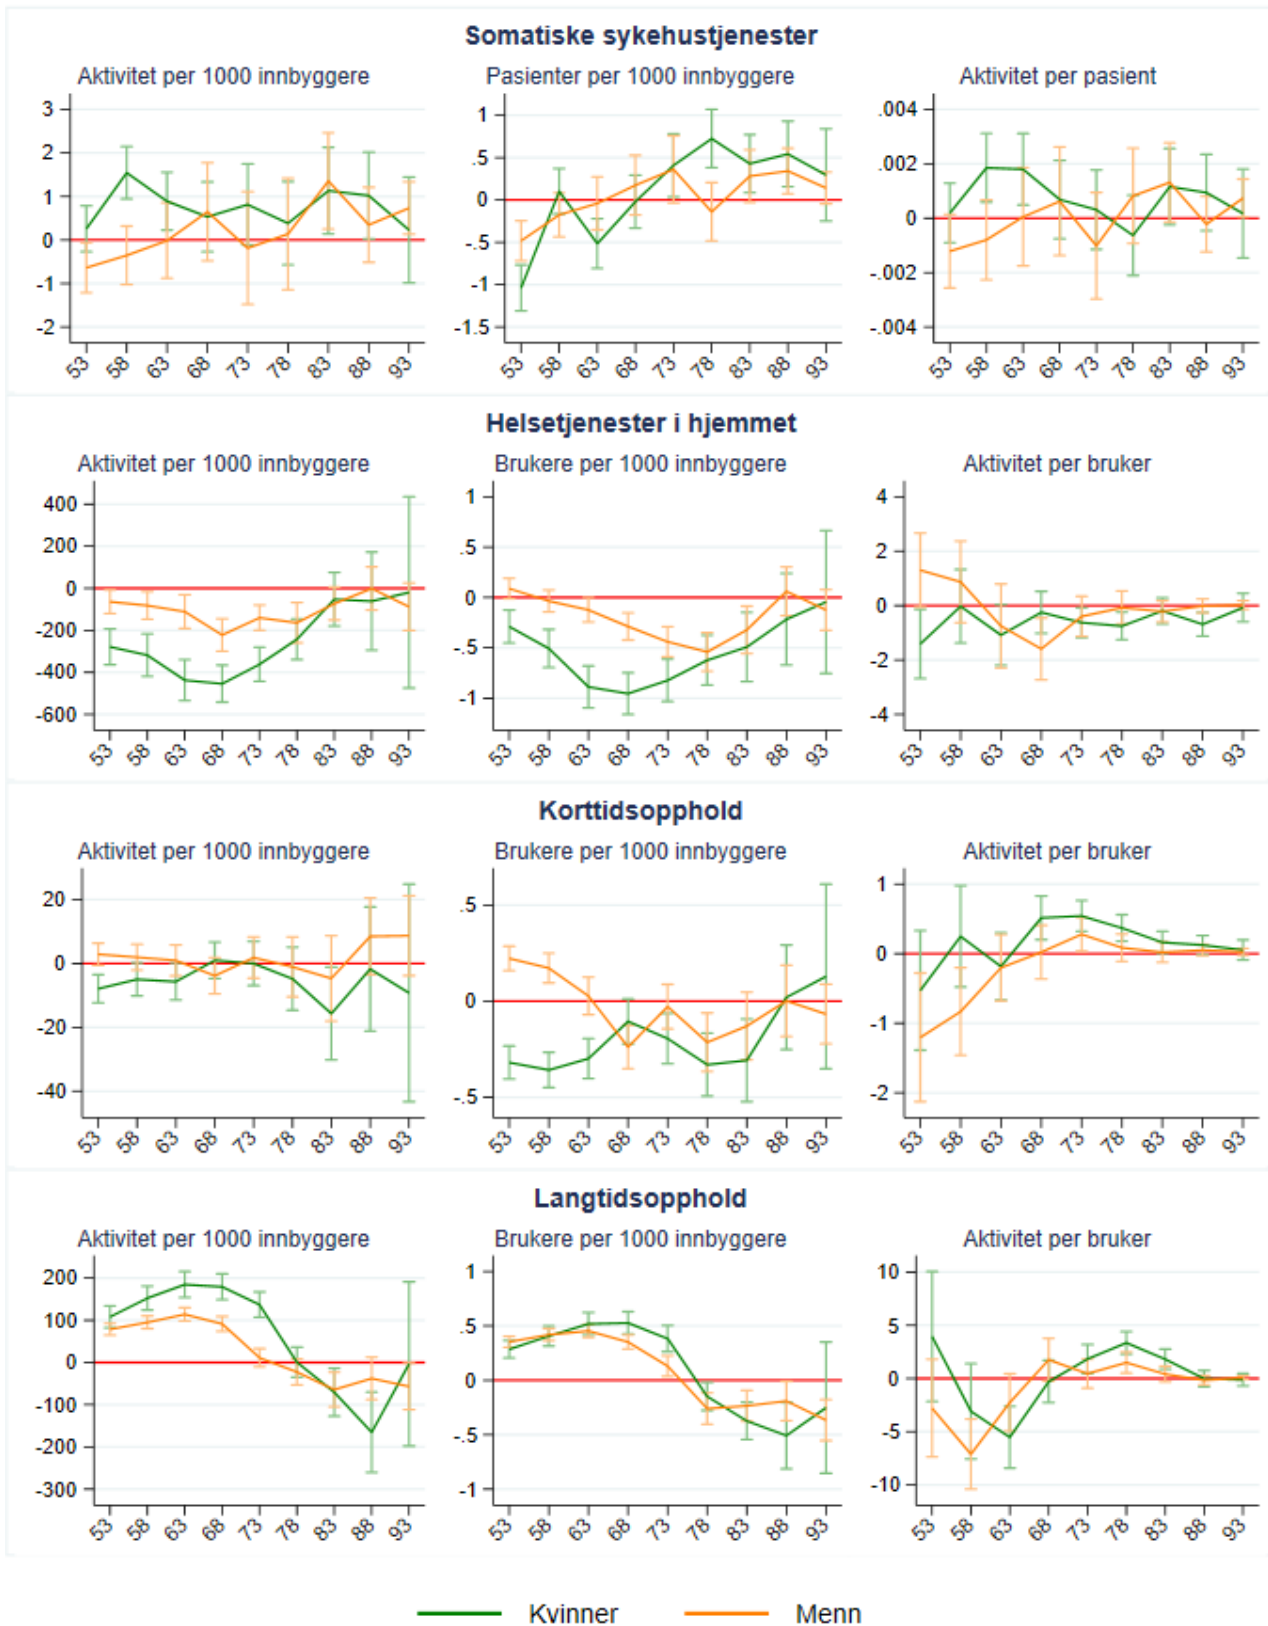 Somatiske sykehustjenester
Aktivitet per 1000 innbyggere
Pasienter per 1000 innbyggere
Aktivitet per pasient
3
2
1
0
-1
-2
53 58 63 68 73 78 83 88 93
1
.5
0
-.5
-1
-1.5
53 58 63 68 73 78 83 88 93
.004
.002
0
-.002
-.004
53 58 63 68 73 78 83 88 93
Helsetjenester i hjemmet
Aktivitet per 1000 innbyggere
Brukere per 1000 innbyggere
Aktivitet per bruker
400
200
0
-200
-400
-600
53 58 63 68 73 78 83 88 93
1
.5
0
-.5
-1
53 58 63 68 73 78 83 88 93
4
2
0
-2
-4
53 58 63 68 73 78 83 88 93
Korttidsopphold
Aktivitet per 1000 innbyggere
Brukere per 1000 innbyggere
Aktivitet per bruker
20
0
-20
-40
53 58 63 68 73 78 83 88 93
.5
0
-.5
53 58 63 68 73 78 83 88 93
1
0
-1
-2
53 58 63 68 73 78 83 88 93
Langtidsopphold
Aktivitet per 1000 innbyggere
Brukere per 1000 innbyggere
Aktivitet per bruker
200
100
0
-100
-200
-300
53 58 63 68 73 78 83 88 93
1
.5
0
-.5
-1
53 58 63 68 73 78 83 88 93
10
5
0
-5
-10
53 58 63 68 73 78 83 88 93
Kvinner
Menn